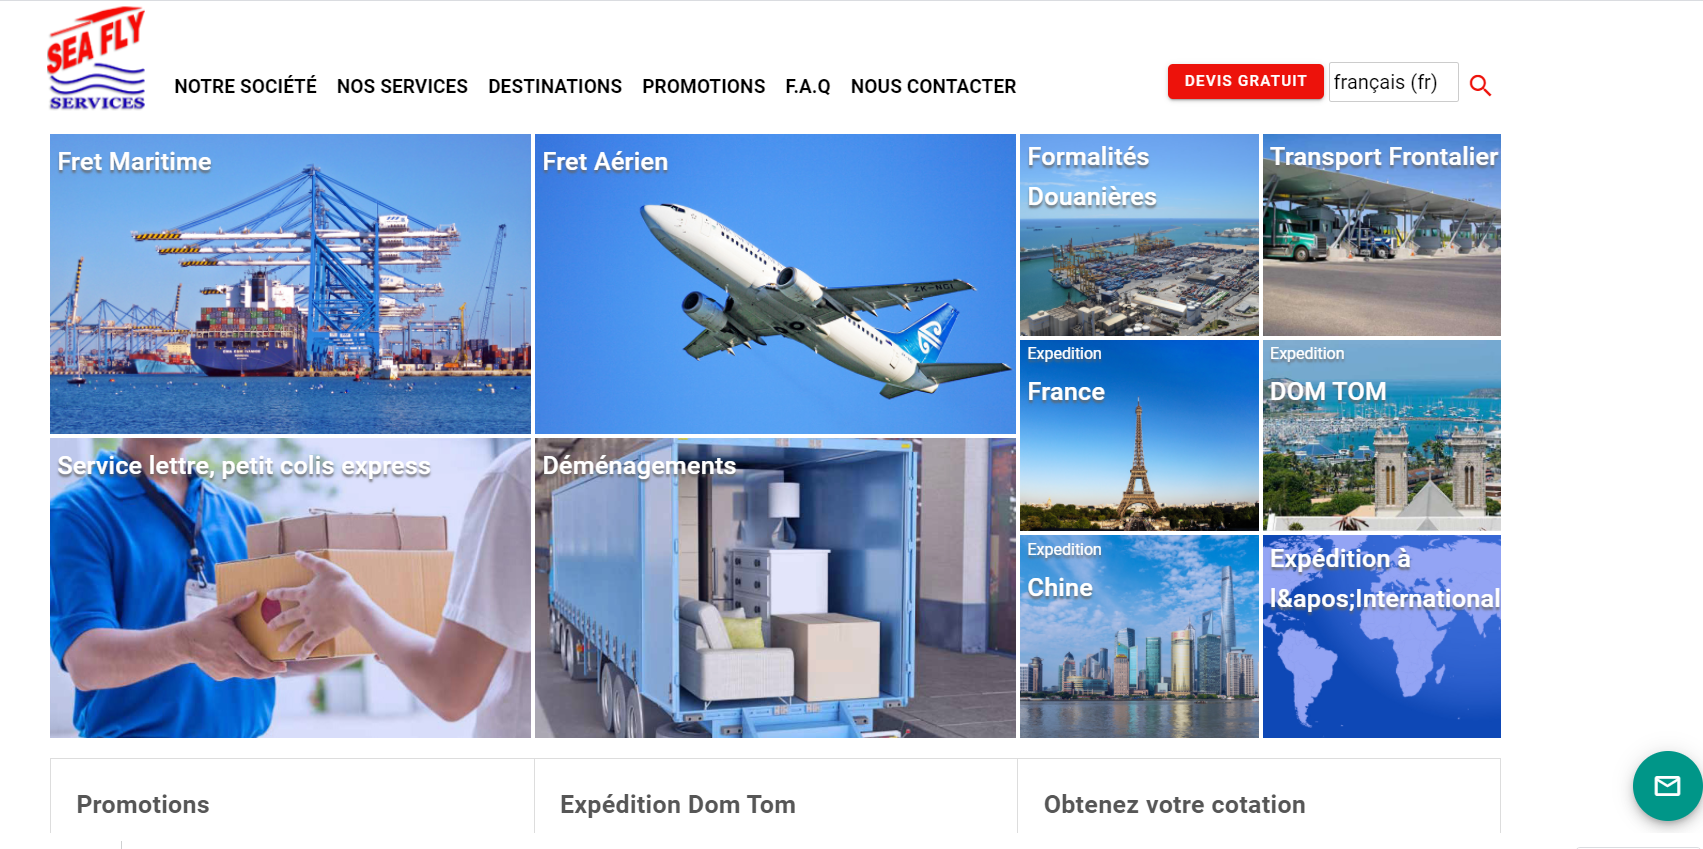 SEA FLY
SERVICES
NOTRE SOCIÉTÉ NOS SERVICES DESTINATIONS PROMOTIONS F.A.Q NOUS CONTACTER
DEVIS GRATUIT
français (fr)
Fret Maritime
Fret Aérien
ZK-NGI
Formalités
Douanières
Transport Frontalier
Expedition
France
Expedition
DOM TOM
Service lettre, petit colis express
Déménagements
Expedition
Chine
Expédition à
l&apos;International
Promotions
Expédition Dom Tom
Obtenez votre cotation